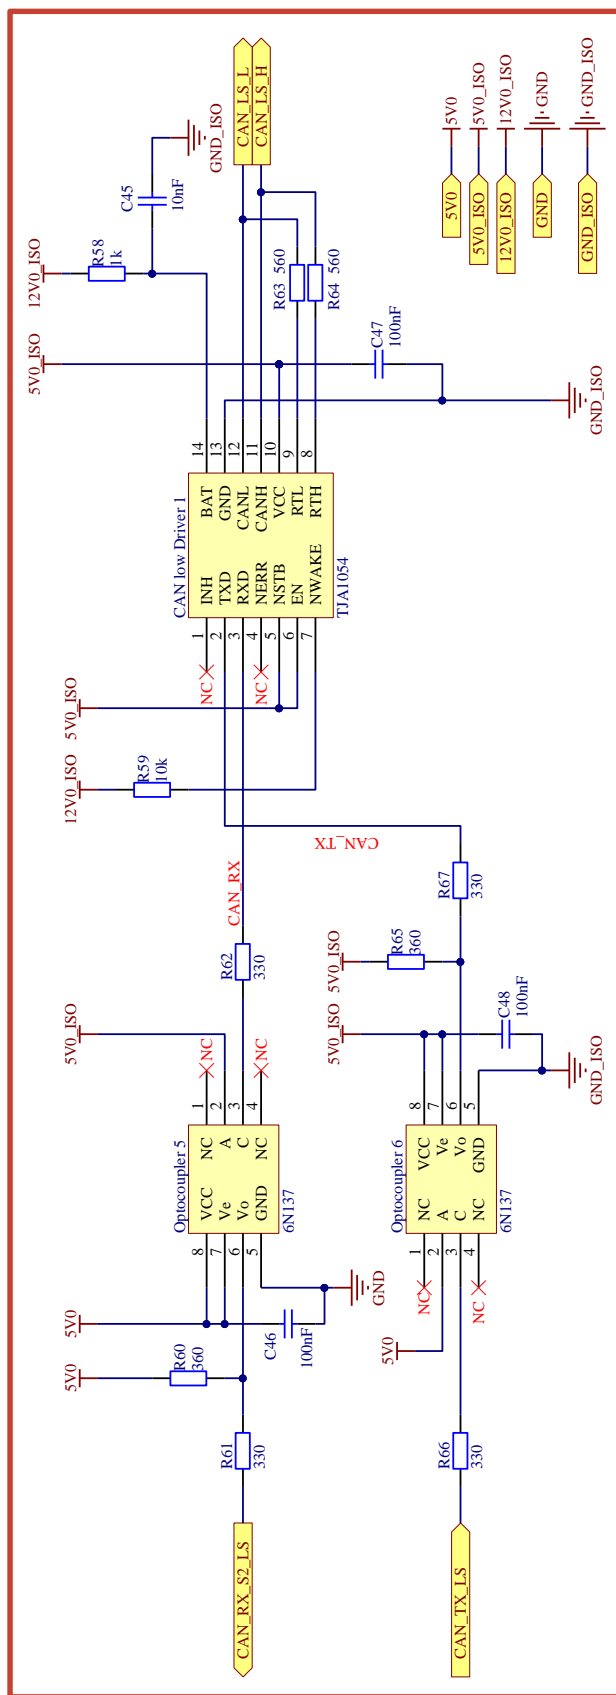 CAN_RX_S2_LS
R61
330
5V0
R60
360
5V0
C46
100nF
GND
Optocoupler 5
8
7
6
5
VCC
Ve
Vo
GND
NC
A
C
NC
1
2
3
4
NC
NC
6N137
5V0_ISO
R62
330
CAN_RX
12V0_ISO
R59
10k
5V0_ISO
NC
NC
CAN low Driver 1
1
2
3
4
5
6
7
INH
TXD
RXD
NERR
NSTB
EN
NWAKE
BAT
GND
CANL
CANH
VCC
RTL
RTH
14
13
12
11
10
9
8
TJA1054
5V0_ISO
12V0_ISO
R58
1k
C45
10nF
GND_ISO
C47
100nF
GND_ISO
R63 560
R64 560
CAN_LS_L
CAN_LS_H
CAN_TX_LS
R66
330
5V0
NC
NC
Optocoupler 6
1
2
3
4
NC
A
C
NC
VCC
Ve
Vo
GND
8
7
6
5
6N137
5V0_ISO
C48
100nF
GND_ISO
5V0_ISO
R65
360
R67
330
CAN_TX
5V0 5V0
5V0_ISO 5V0_ISO
12V0_ISO 12V0_ISO
GND GND
GND_ISO GND_ISO